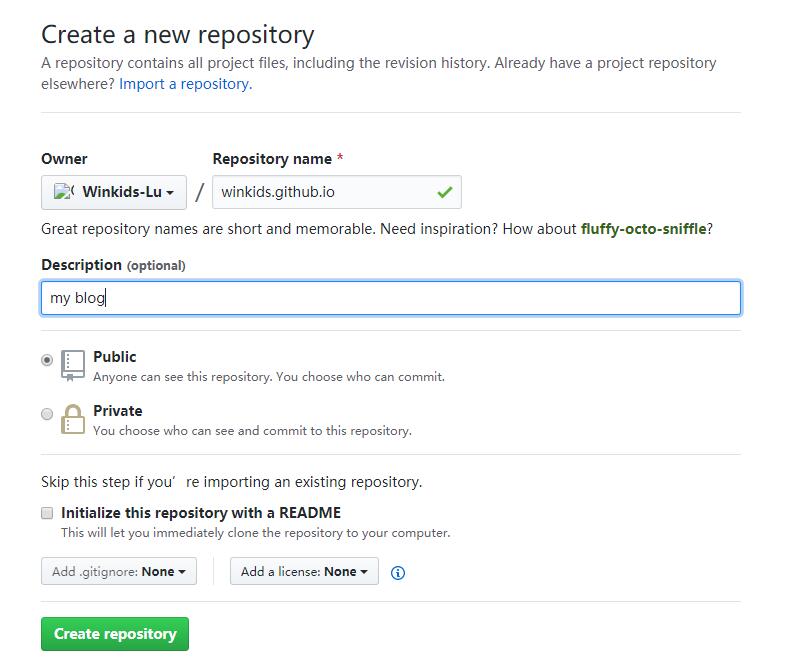 Create a new repository
A repository contains all project files, including the revision history. Already have a project repository
elsewhere? Import a repository.
Owner
Repository name *
Winkids-Lu / winkids.github.io
Great repository names are short and memorable. Need inspiration? How about fluffy-octo-sniffle?
Description (optional)
my blog
Public
Anyone can see this repository. You choose who can commit.
Private
You choose who can see and commit to this repository.
Skip this step if you’ re importing an existing repository.
Initialize this repository with a README
This will let you immediately clone the repository to your computer.
Add .gitignore: None
Add a license: None
Create repository